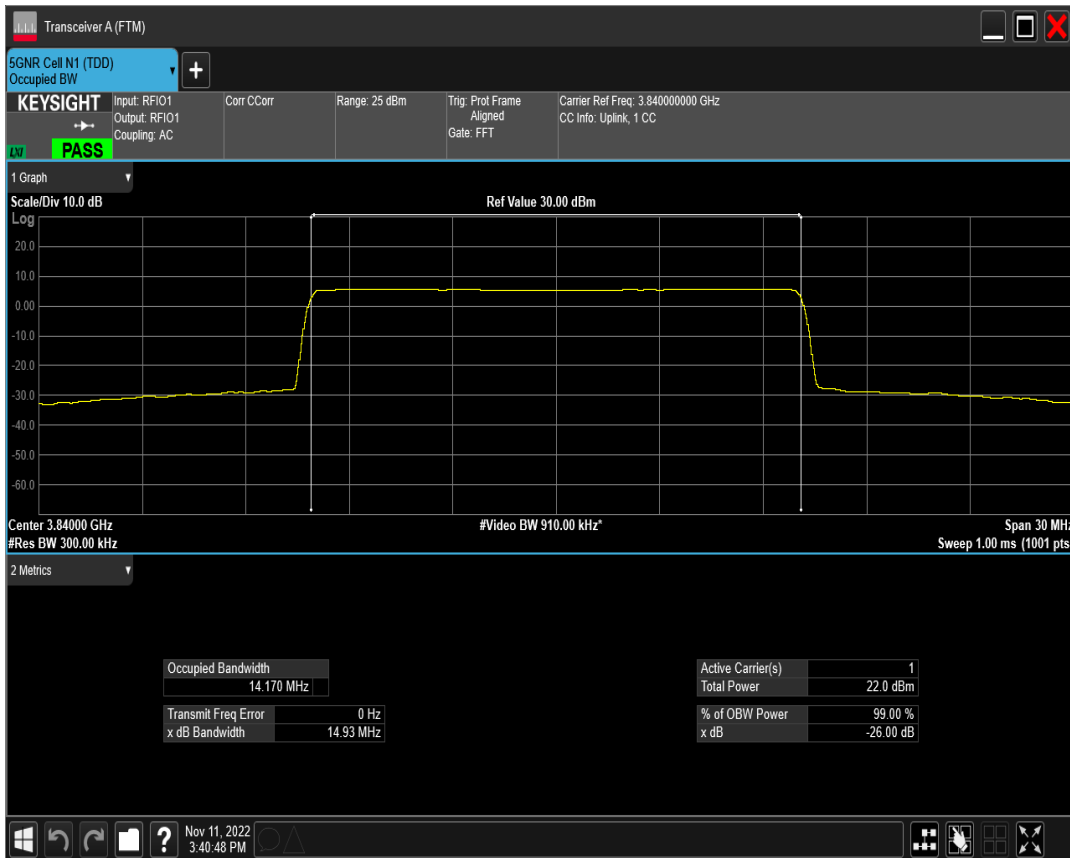 Transceiver A (FTM)
5GNR Cell N1 (TDD)
Occupied BW
+
KEYSIGHT
LXI
PASS
Input: RFIO1
Output: RFIO1
Coupling: AC
Corr CCorr
Range: 25 dBm
Trig: Prot Frame
Aligned
Gate: FFT
Carrier Ref Freq: 3.840000000 GHz
CC Info: Uplink, 1 CC
1 Graph
Scale/Div 10.0 dB
Ref Value 30.00 dBm
Log
20.0
10.0
0.00
-10.0
-20.0
-30.0
-40.0
-50.0
-60.0
Center 3.84000 GHz
#Video BW 910.00 kHz*
Span 30 MHz
#Res BW 300.00 kHz
Sweep 1.00 ms (1001 pts
2 Metrics
Occupied Bandwidth
14.170 MHz
Transmit Freq Error 0 Hz
x dB Bandwidth 14.93 MHz
Active Carrier(s) 1
Total Power 22.0 dBm
% of OBW Power 99.00 %
x dB -26.00 dB
?
Nov 11, 2022
3:40:48 PM